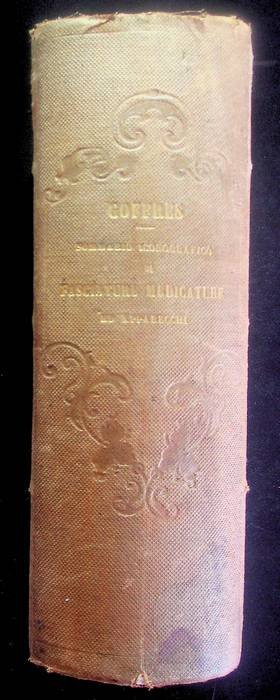 GOFFRES
SOMMARIO ICONOGRAFICO
DI
FASCIATURE MEDICATURE
ED APPARECCHI